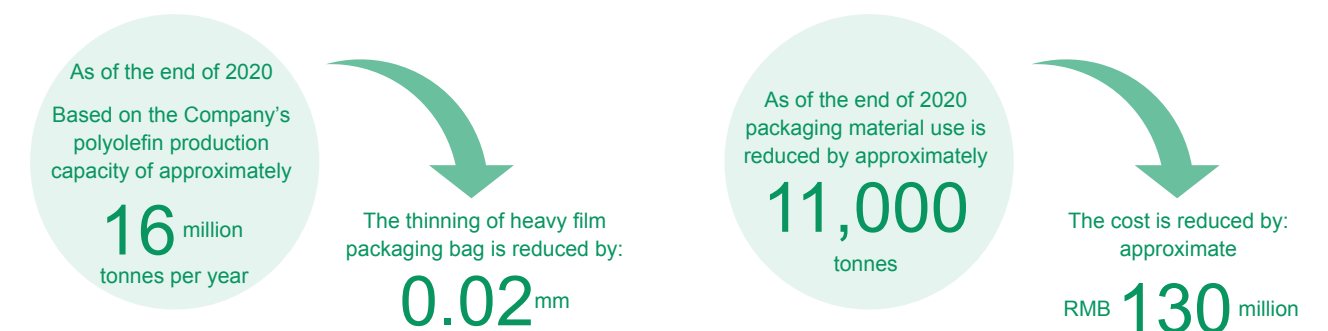 As of the end of 2020
Based on the Company's
polyolefin production
capacity of approximately
16 million
tonnes per year
The thinning of heavy film
packaging bag is reduced by:
0.02 mm
As of the end of 2020
packaging material use is
reduced by approximately
11,000
tonnes
The cost is reduced by:
approximate
RMB 130 million